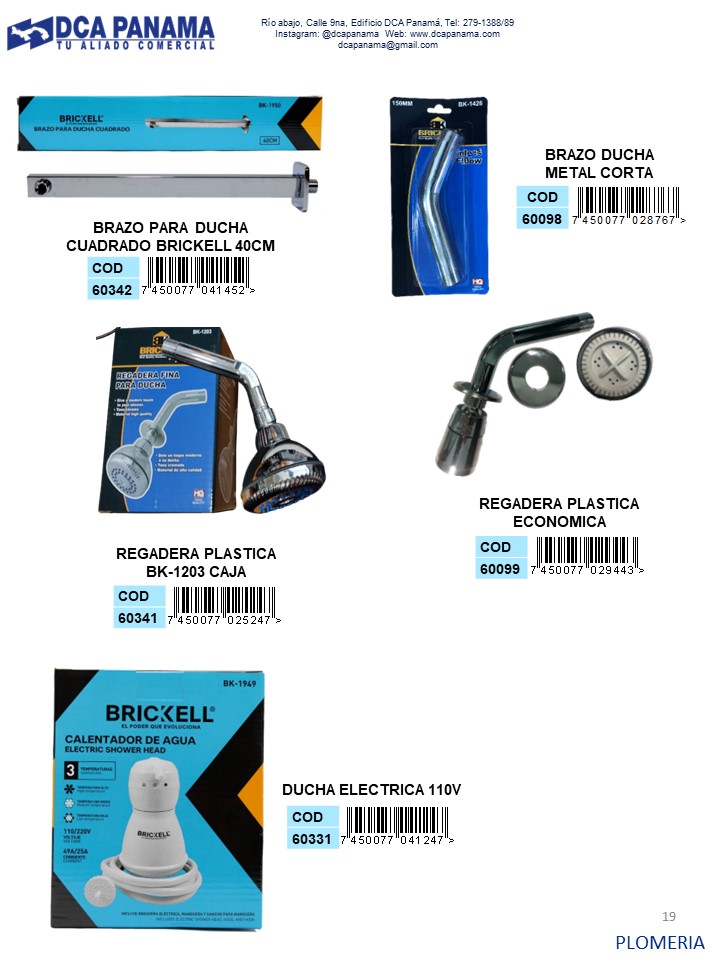 DCA PANAMA
TU ALIADO COMERCIAL
Río abajo, Calle 9na, Edificio DCA Panamá, Tel: 279-1388/89
Instagram: @dcapanama Web: www.dcapanama.com
dcapanama@gmail.com
BK-1950
BRICKELL
BRAZO PARA DUCHA CUADRADO
40CM
BRAZO PARA DUCHA
CUADRADO BRICKELL 40CM
COD
60342
7 450077 041452 >
150MM
BK-1426
BRAZO DUCHA
METAL CORTA
COD
60098
7 450077 028767 >
BK-1203
REGADERA FINA
PARA DUCHA
HQ
REGADERA PLASTICA
BK-1203 CAJA
COD
60341
7 450077 025247 >
REGADERA PLASTICA
ECONOMICA
COD
60099
7 450077 029443 >
BK-1949
BRICKELL
EL PODER QUE EVOLUCIONA
CALENTADOR DE AGUA
ELECTRIC SHOWER HEAD
3 TEMPERATURAS
110/220V
VOLTAJE
49A/25A
CORRIENTE
BRICKELL
DUCHA ELECTRICA 110V
COD
60331
7 450077 041247 >
19
PLOMERIA